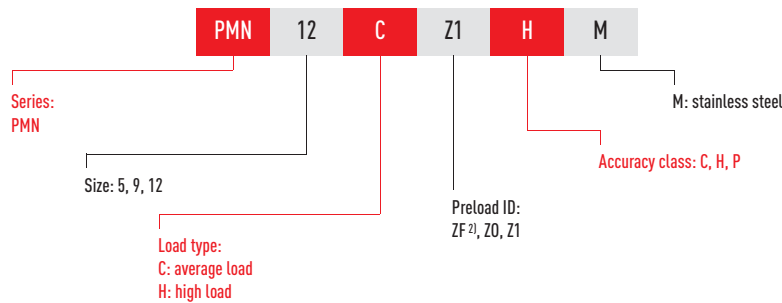 PMN 12 C Z1 H M
Series:
PMN
M: stainless steel
Accuracy class: C, H, P
Size: 5, 9, 12
Preload ID:
ZF 2), Z0, Z1
Load type:
C: average load
H: high load